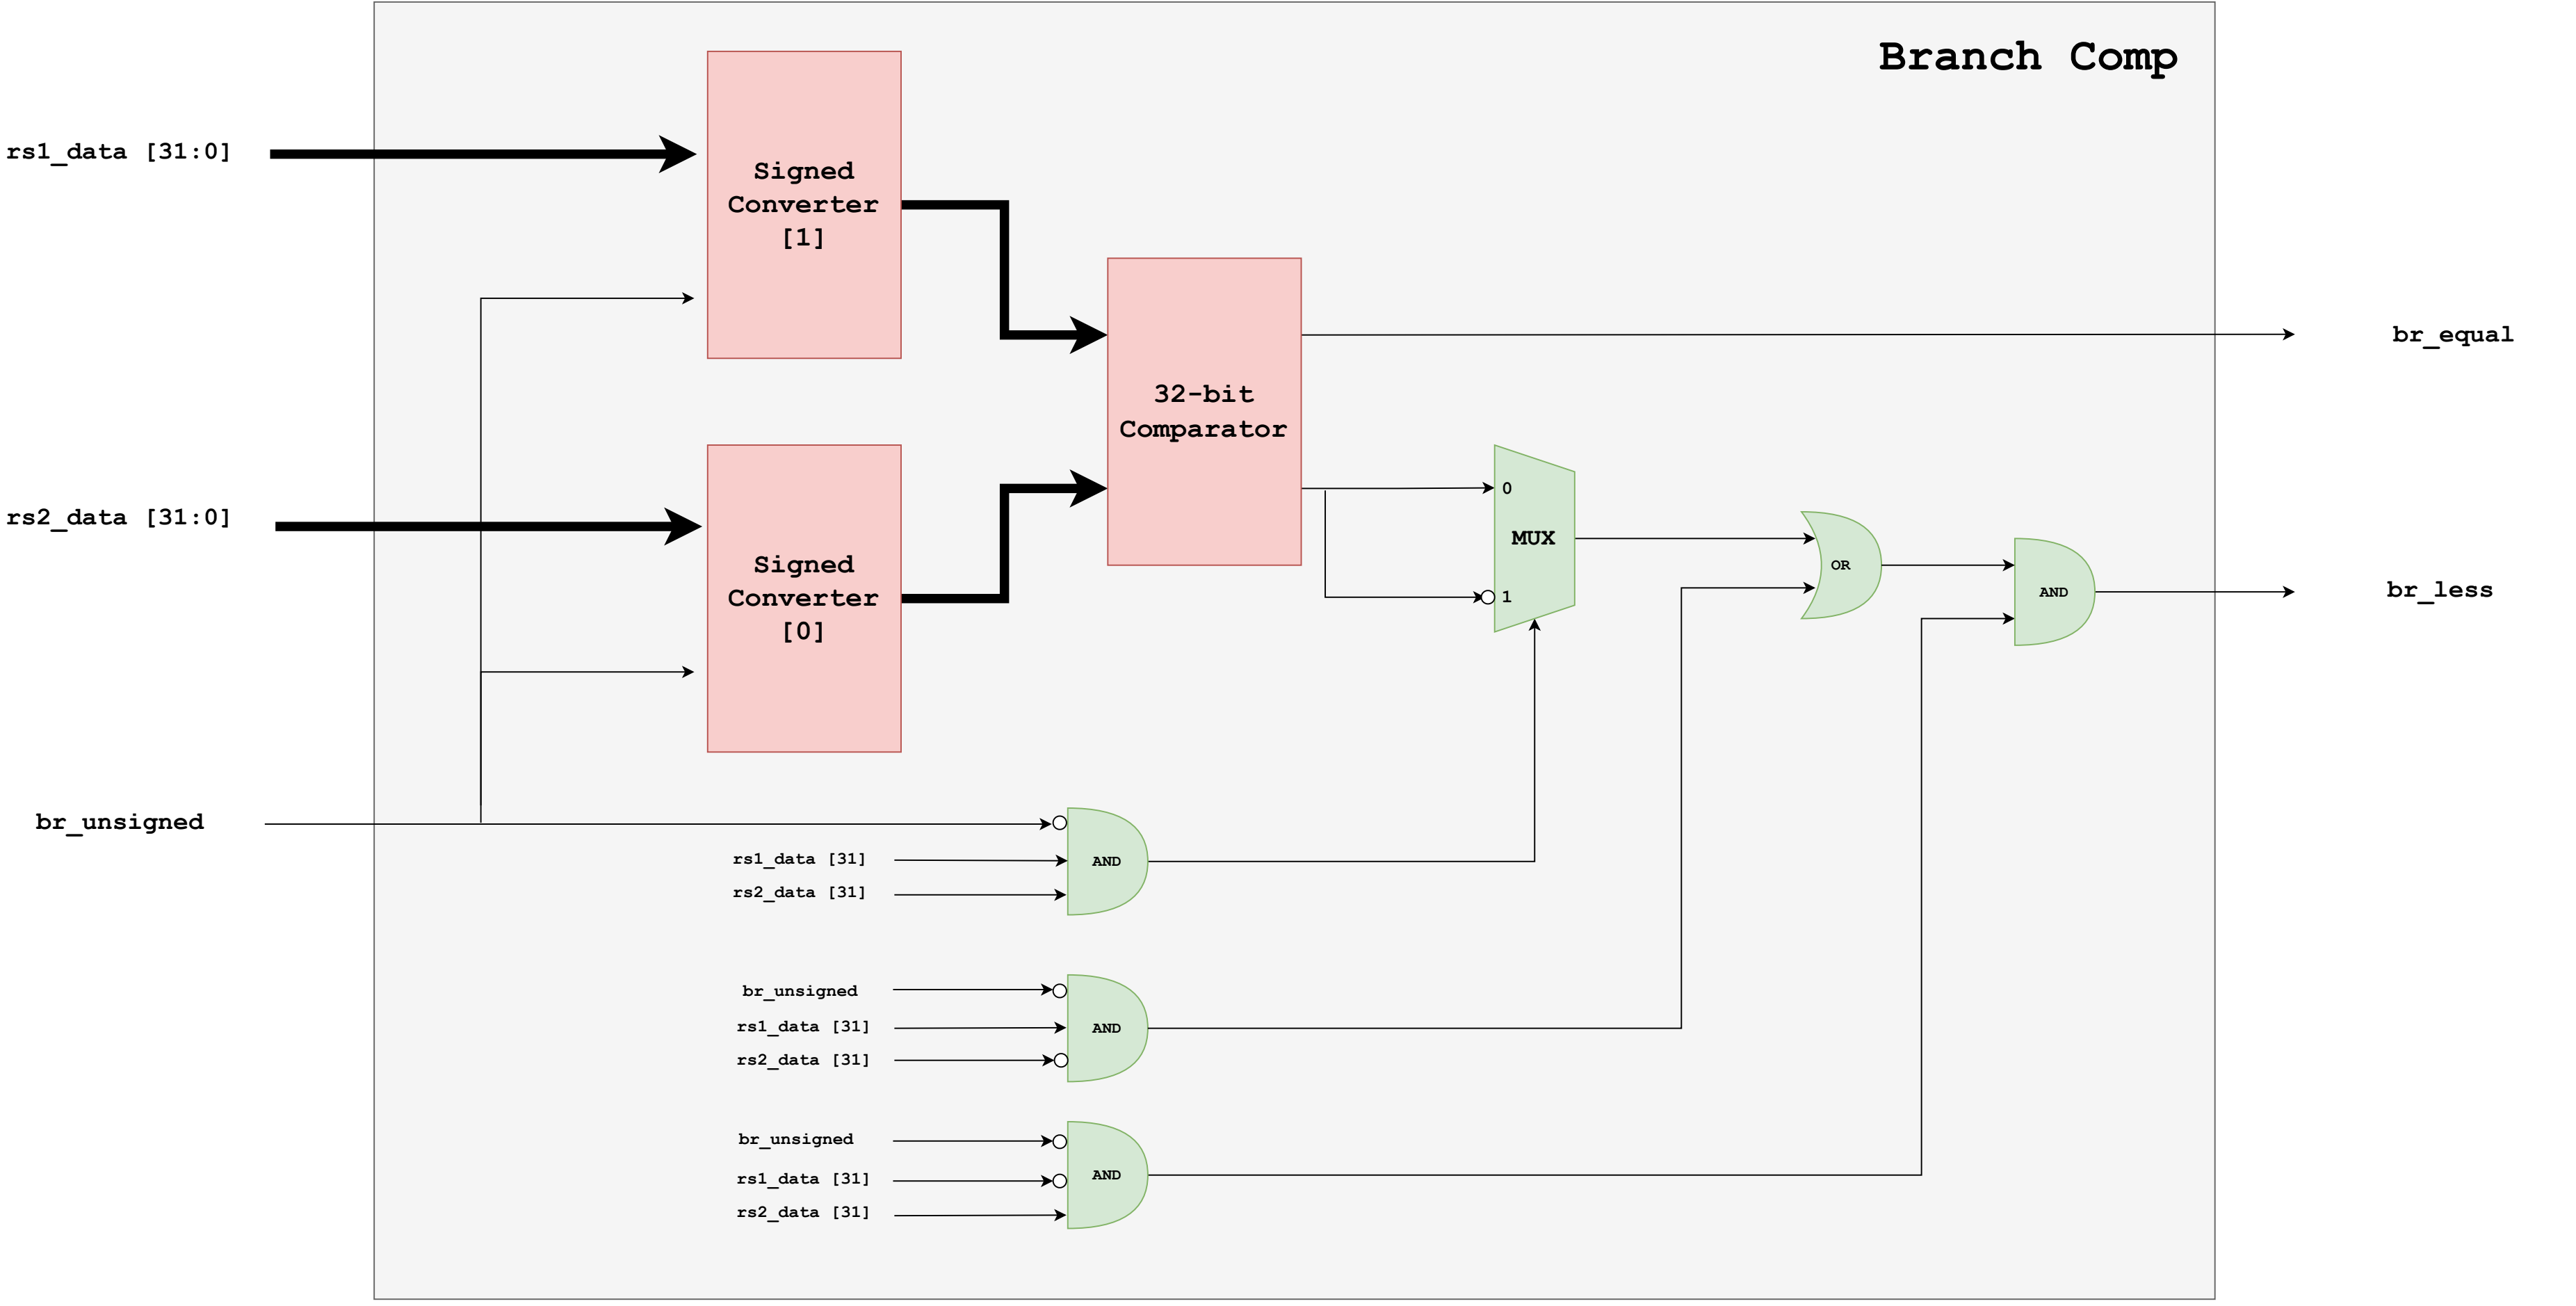 Branch Comp
rs1_data [31:0]
Signed
Converter
[1]
br_equal
32-bit
Comparator
rs2_data [31:0]
0
MUX
1
Signed
Converter
[0]
OR
AND
br_less
br_unsigned
rs1_data [31]
AND
rs2_data [31]
br_unsigned
rs1_data [31]
AND
rs2_data [31]
br_unsigned
rs1_data [31]
AND
rs2_data [31]